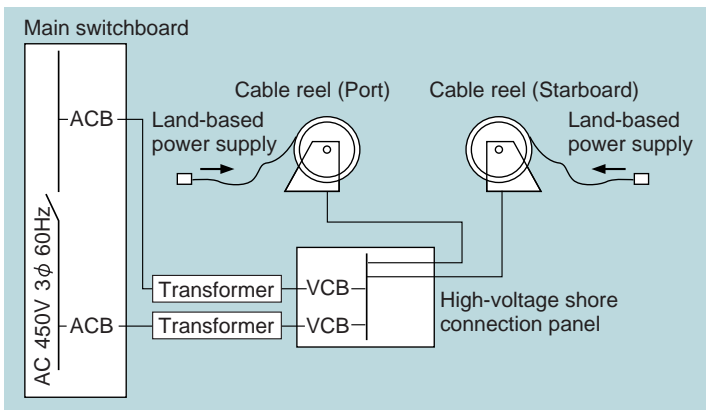 Main switchboard
Cable reel (Port)
Cable reel (Starboard)
Land-based
power supply
Land-based
power supply
ACB
AC 450V 3ϕ 60Hz
Transformer
VCB
ACB
Transformer
VCB
High-voltage shore
connection panel